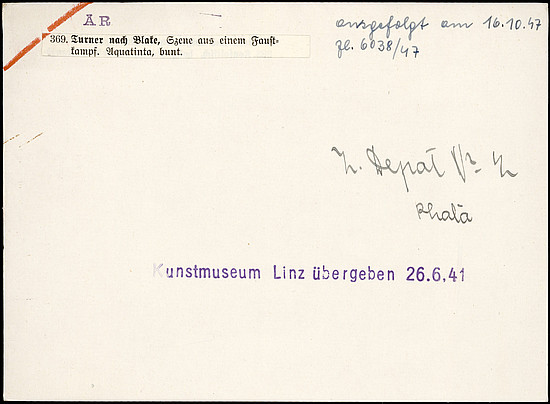 AR
369. Turner nach Blake, Szene aus einem Faust-
kampf. Aquatinta, bunt.
ausgefolgt am 16.10.47
zl. 6038/47
Kunstmuseum Linz übergeben 26.6.41